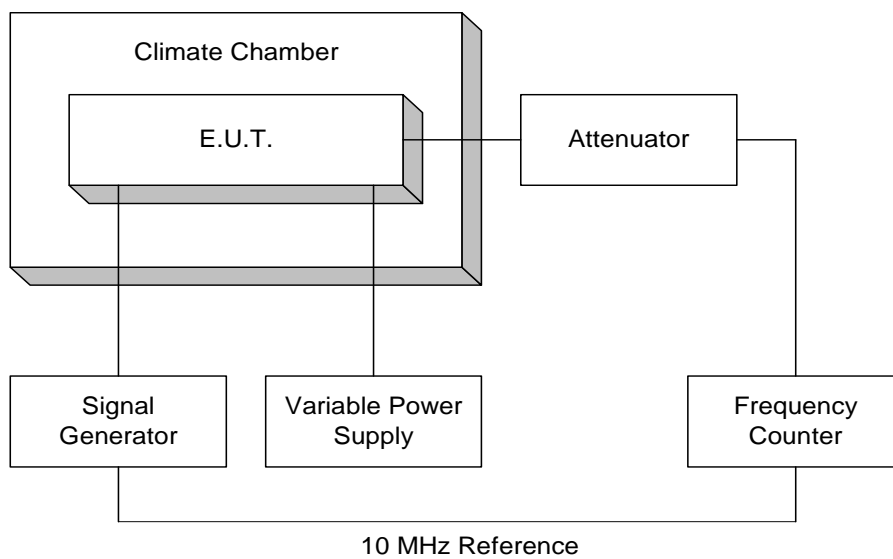 Climate Chamber
E.U.T.
Attenuator
Signal
Generator
Variable Power
Supply
Frequency
Counter
10 MHz Reference